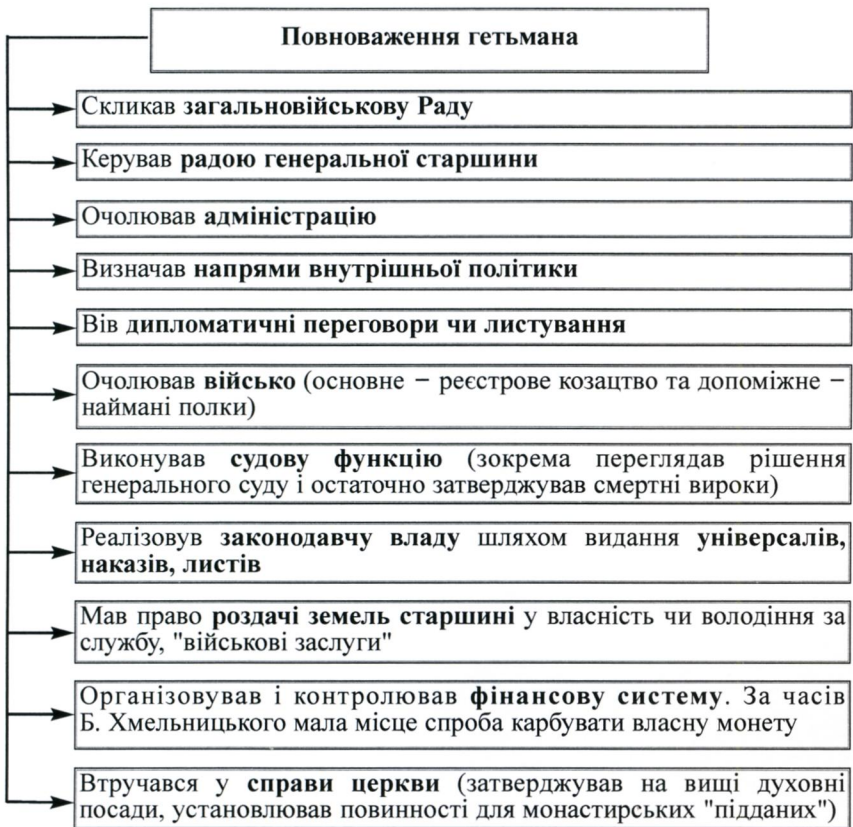 Повноваження гетьмана
Скликав загальновійськову Раду
Керував радою генеральної старшини
Очолював адміністрацію
Визначав напрями внутрішньої політики
Вів дипломатичні переговори чи листування
Очолював військо (основне − реєстрове козацтво та допоміжне −
наймані полки)
Виконував судову функцію (зокрема переглядав рішення
генерального суду і остаточно затверджував смертні вироки)
Реалізовув законодавчу владу шляхом видання універсалів,
наказів, листів
Мав право роздачі земель старшині у власність чи володіння за
службу, "військові заслуги"
Організовував і контролював фінансову систему. За часів
Б. Хмельницького мала місце спроба карбувати власну монету
Втручався у справи церкви (затверджував на вищі духовні
посади, установлював повинності для монастирських "підданих")